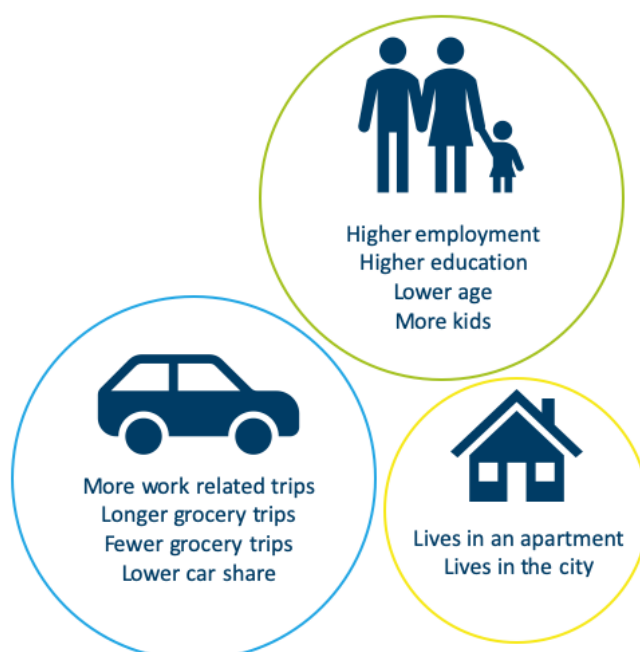 Higher employment
Higher education
Lower age
More kids
More work related trips
Longer grocery trips
Fewer grocery trips
Lower car share
Lives in an apartment
Lives in the city